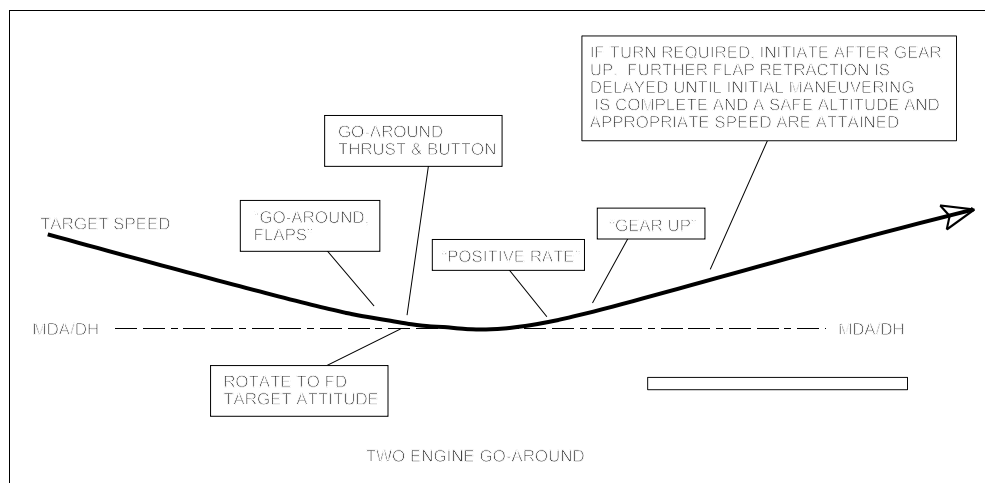 IF TURN REQUIRED, INITIATE AFTER GEAR
UP. FURTHER FLAP RETRACTION IS
DELAYED UNTIL INITIAL MANEUVERING
IS COMPLETE AND A SAFE ALTITUDE AND
APPROPRIATE SPEED ARE ATTAINED
GO-AROUND
THRUST & BUTTON
"GO-AROUND,
FLAPS"
TARGET SPEED
"GEAR UP"
"POSITIVE RATE"
MDA/DH
MDA/DH
ROTATE TO FD
TARGET ATTITUDE
TWO ENGINE GO-AROUND